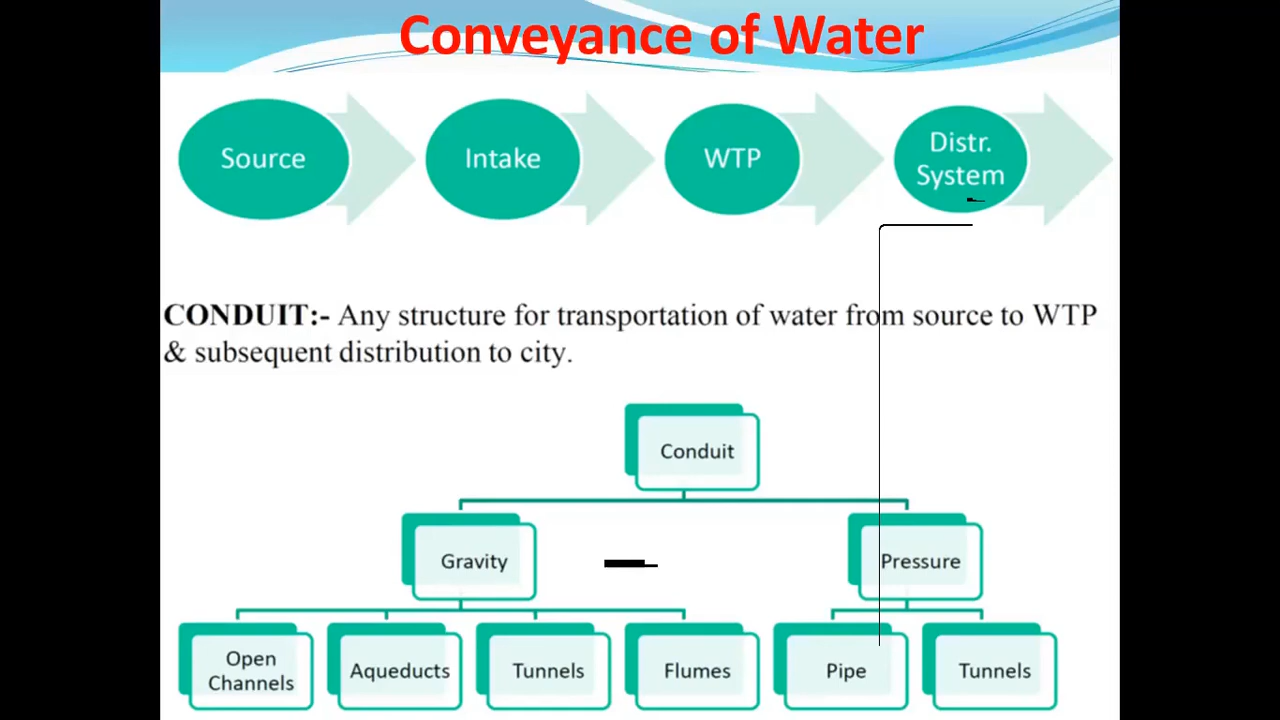 Conveyance of Water
Source
Intake
WTP
Distr.
System
CONDUIT:- Any structure for transportation of water from source to WTP
& subsequent distribution to city.
Conduit
Gravity
Pressure
Open
Channels
Aqueducts
Tunnels
Flumes
Pipe
Tunnels